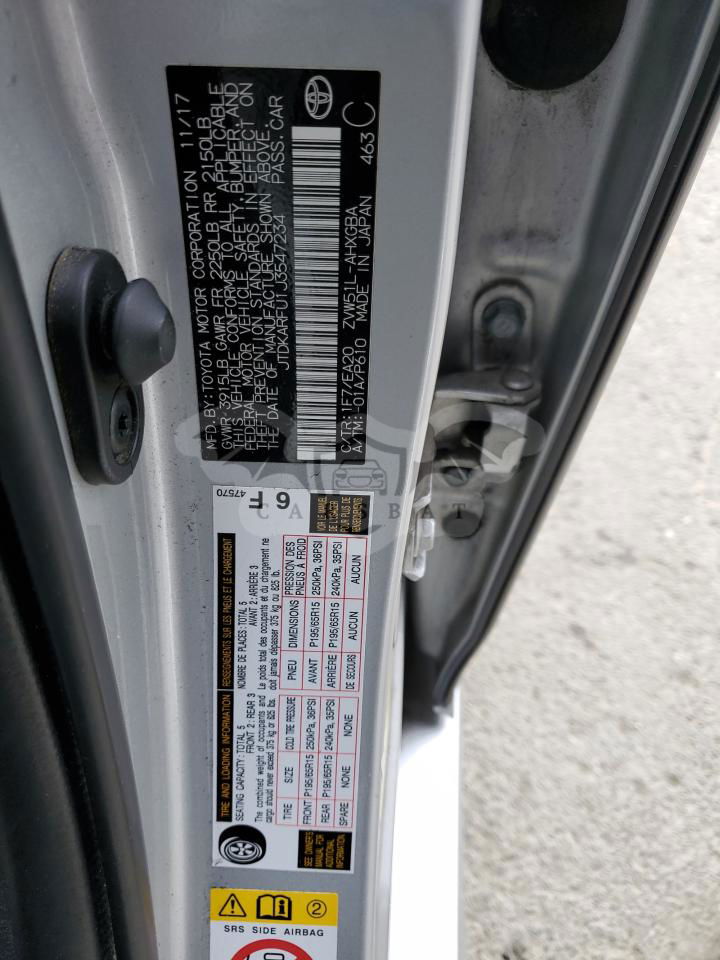 MFD. BY: TOYOTA MOTOR CORPORATION 11/17
GVWR 3915LB GAWR FR 2250LB RR 2150LB
THIS VEHICLE CONFORMS TO ALL APPLICABLE
FEDERAL MOTOR VEHICLE SAFETY, BUMPER, AND
THEFT PREVENTION STANDARDS IN EFFECT ON
THE DATE OF MANUFACTURE SHOWN ABOVE.
JTDKARFU1J3547234 PASS. CAR
C/TR: 1F7/EA20 ZVW51L-AHXGBA
A/TM: -01A/P610 MADE IN JAPAN 463 C
TIRE AND LOADING INFORMATION RENSEIGNEMENTS SUR LES PNEUS ET LE CHARGEMENT
SEATING CAPACITY : TOTAL 5 NOMBRE DE PLACES : TOTAL 5
FRONT 2 : REAR 3 AVANT 2 : ARRIÈRE 3
The combined weight of occupants and Le poids total des occupants et du chargement ne
cargo should never exceed 375 kg or 825 lbs. doit jamais dépasser 375 kg ou 825 lb.
TIRE SIZE COLD TIRE PRESSURE PNEU DIMENSIONS PRESSION DES PNEUS À FROID
FRONT P195/65R15 250kPa, 36PSI AVANT P195/65R15 250kPa, 36PSI
REAR P195/65R15 240kPa, 35PSI ARRIÈRE P195/65R15 240kPa, 35PSI
SPARE NONE NONE DE SECOURS AUCUN AUCUN
SEE OWNER'S
MANUAL FOR
ADDITIONAL
INFORMATION
VOIR LE MANUEL
DE L'USAGER
POUR PLUS DE
RENSEIGNEMENTS
47570
6 T
2
SRS SIDE AIRBAG